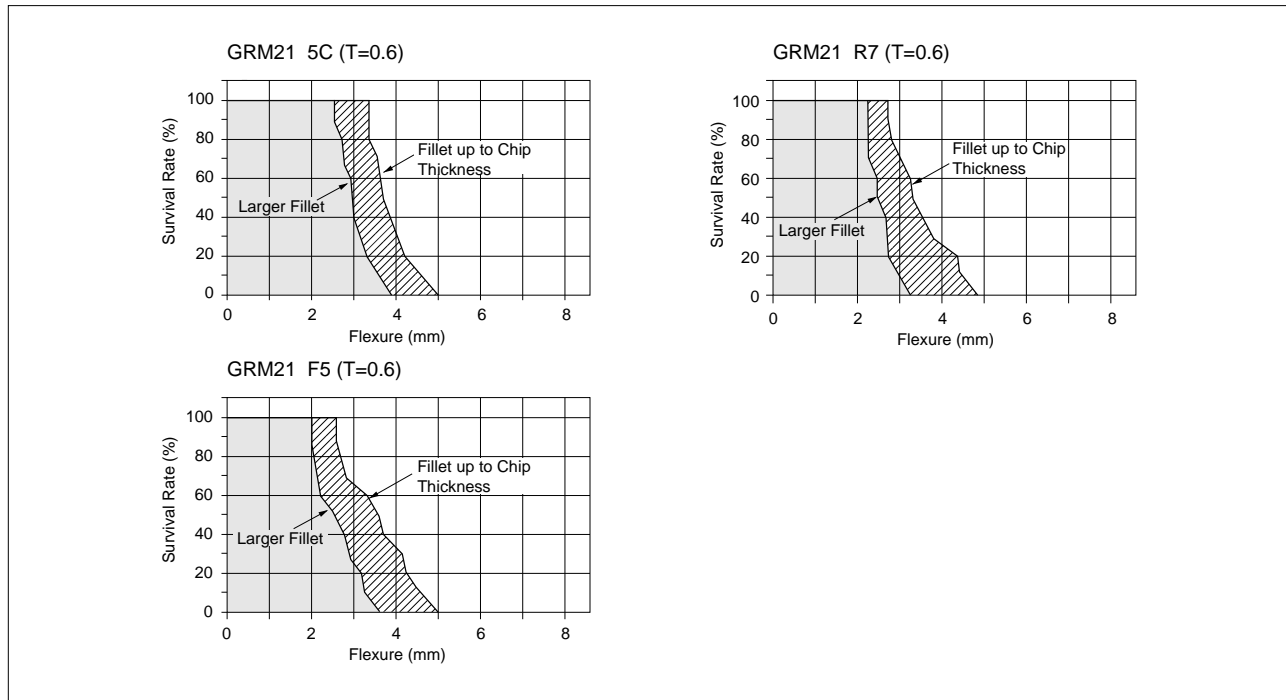 GRM21 5C (T=0.6)
100
80
60
40
20
0
Survival Rate (%)
Fillet up to Chip
Thickness
Larger Fillet
0 2 4 6 8
Flexure (mm)
GRM21 R7 (T=0.6)
100
80
60
40
20
0
Survival Rate (%)
Fillet up to Chip
Thickness
Larger Fillet
0 2 4 6 8
Flexure (mm)
GRM21 F5 (T=0.6)
100
80
60
40
20
0
Survival Rate (%)
Fillet up to Chip
Thickness
Larger Fillet
0 2 4 6 8
Flexure (mm)